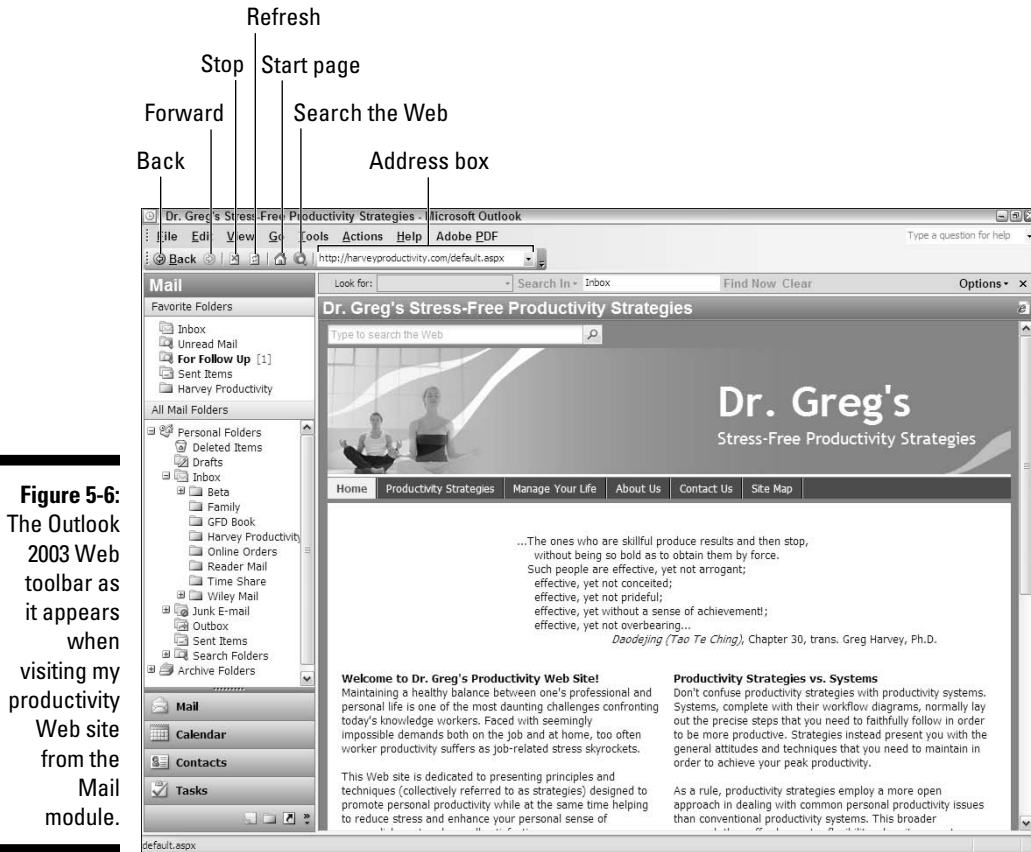 Refresh
Stop
Start page
Forward
Search the Web
Back
Address box
Dr. Greg's Stress-Free Productivity Strategies - Microsoft Outlook
File Edit View Go Tools Actions Help Adobe PDF
Type a question for help
Back
http://harveyproductivity.com/default.aspx
Mail
Look for:
Search In
Inbox
Find Now Clear
Options
Favorite Folders
Inbox
Unread Mail
For Follow Up [1]
Sent Items
Harvey Productivity
All Mail Folders
Personal Folders
Deleted Items
Drafts
Inbox
Beta
Family
GFD Book
Harvey Productivity
Online Orders
Reader Mail
Time Share
Wiley Mail
Junk E-mail
Outbox
Sent Items
Search Folders
Archive Folders
Mail
Calendar
Contacts
Tasks
Dr. Greg's Stress-Free Productivity Strategies
Type to search the Web
Dr. Greg's
Stress-Free Productivity Strategies
Home Productivity Strategies Manage Your Life About Us Contact Us Site Map
...The ones who are skillful produce results and then stop,
without being so bold as to obtain them by force.
Such people are effective, yet not arrogant;
effective, yet not conceited;
effective, yet not prideful;
effective, yet without a sense of achievement!;
effective, yet not overbearing...
Daodejing (Tao Te Ching), Chapter 30, trans. Greg Harvey, Ph.D.
Welcome to Dr. Greg's Productivity Web Site!
Maintaining a healthy balance between one's professional and
personal life is one of the most daunting challenges confronting
today's knowledge workers. Faced with seemingly
impossible demands both on the job and at home, too often
worker productivity suffers as job-related stress skyrockets.
This Web site is dedicated to presenting principles and
techniques (collectively referred to as strategies) designed to
promote personal productivity while at the same time helping
to reduce stress and enhance your personal sense of
Productivity Strategies vs. Systems
Don't confuse productivity strategies with productivity systems.
Systems, complete with their workflow diagrams, normally lay
out the precise steps that you need to faithfully follow in order
to be more productive. Strategies instead present you with the
general attitudes and techniques that you need to maintain in
order to achieve your peak productivity.
As a rule, productivity strategies employ a more open
approach in dealing with common personal productivity issues
than conventional productivity systems. This broader
default.aspx
Figure 5-6:
The Outlook
2003 Web
toolbar as
it appears
when
visiting my
productivity
Web site
from the
Mail
module.